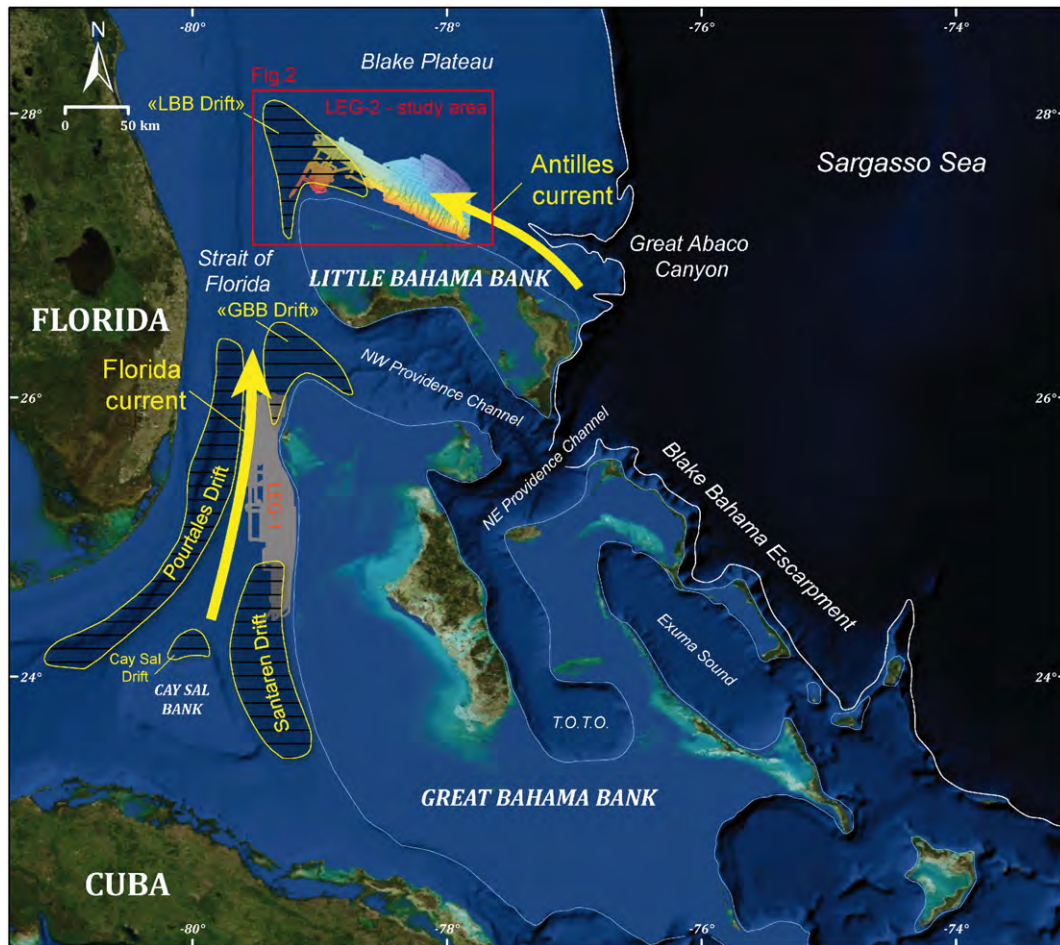 -80°
-78°
-76°
-74°
N
0
50 km
Blake Plateau
Fig.2
«LBB Drift»
LEG-2 - study area
28°
28°
Antilles
current
Sargasso Sea
Great Abaco
Canyon
Strait of
Florida
LITTLE BAHAMA BANK
«GBB Drift»
FLORIDA
Florida
current
NW Providence Channel
26°
26°
NE Providence Channel
Blake Bahama Escarpment
LEG-1
Pourtales Drift
Exuma Sound
Cay Sal
Drift
CAY SAL
BANK
Santaren Drift
24°
24°
T.O.T.O.
GREAT BAHAMA BANK
CUBA
-80°
-78°
-76°
-74°